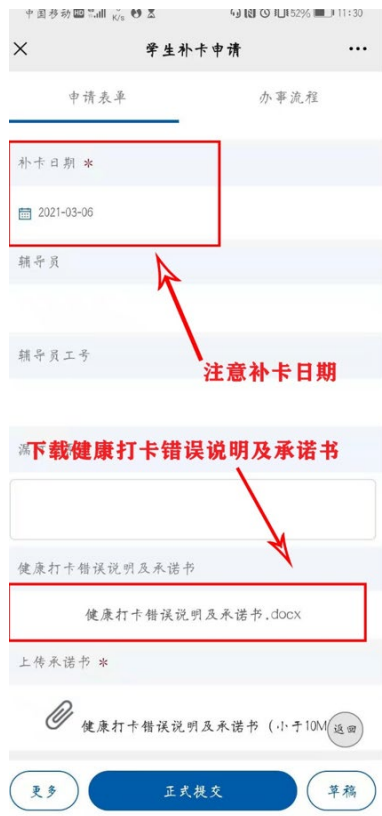 中国移动 K/s 52% 11:30
学生补卡申请
申请表单 办事流程
补卡日期 *
2021-03-06
辅导员
辅导员工号
注意补卡日期
下载健康打卡错误说明及承诺书
健康打卡错误说明及承诺书
健康打卡错误说明及承诺书.docx
上传承诺书 *
健康打卡错误说明及承诺书（小于10M
返回
更多 正式提交 草稿